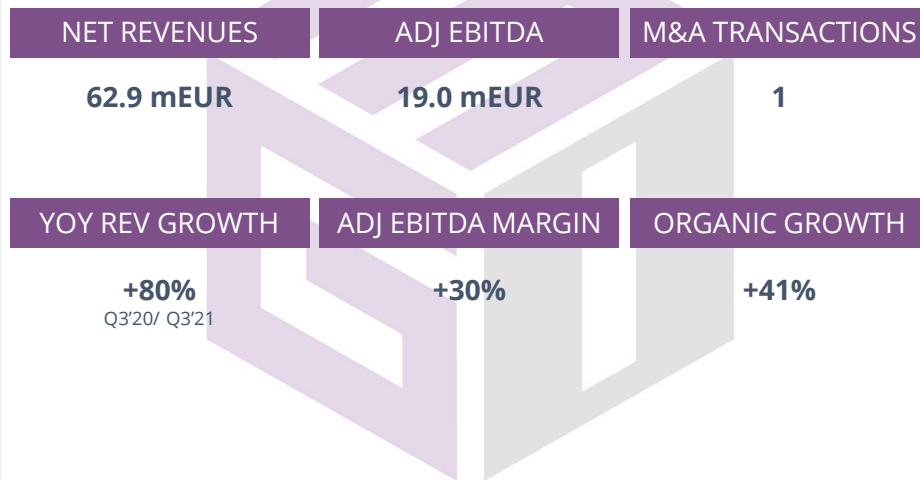 NET REVENUES
ADJ EBITDA
M&A TRANSACTIONS
62.9 mEUR
19.0 mEUR
1
YOY REV GROWTH
ADJ EBITDA MARGIN
ORGANIC GROWTH
+80%
+30%
+41%
Q3’20/ Q3’21